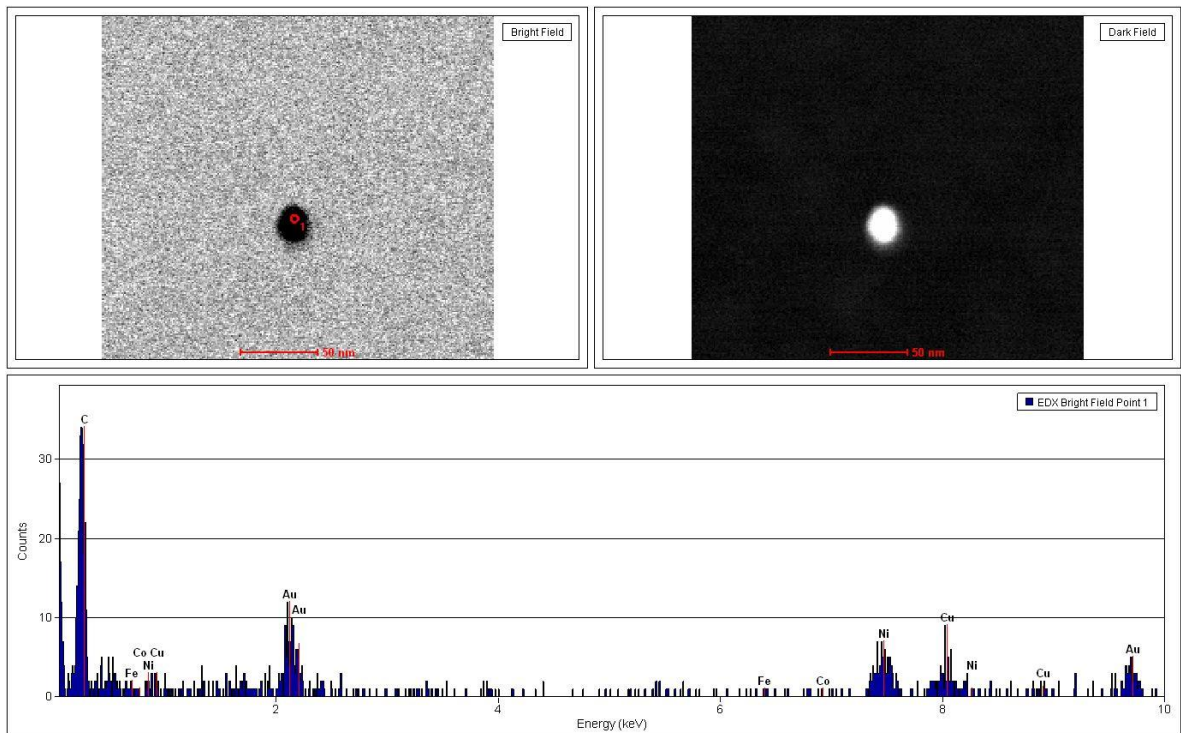 Bright Field
1
50 nm
Dark Field
50 nm
EDX Bright Field Point 1
C
30
20
10
0
Counts
Fe
Co Cu
Ni
Au
Au
Fe
Co
Ni
Cu
Ni
Cu
Au
2
4
6
8
10
Energy (keV)